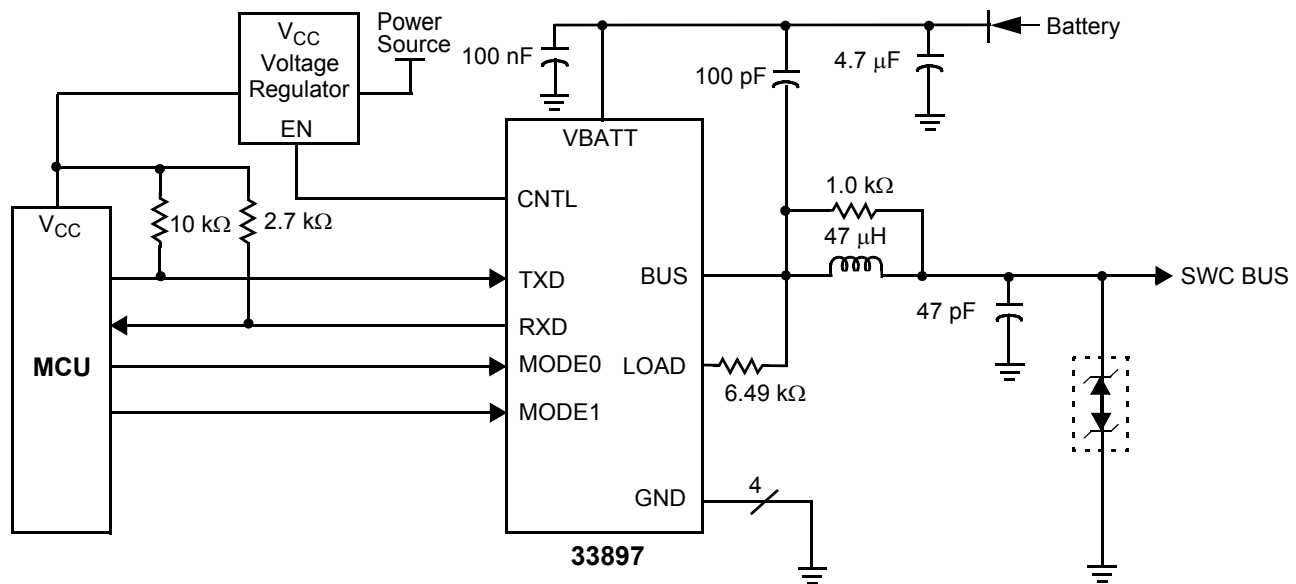 V_CC
Voltage
Regulator
EN
Power
Source
100 nF
100 pF
4.7 μF
Battery
VBATT
CNTL
1.0 kΩ
47 μH
V_CC
10 kΩ
2.7 kΩ
TXD
BUS
SWC BUS
47 pF
RXD
MCU
MODE0
LOAD
6.49 kΩ
MODE1
GND
4
33897